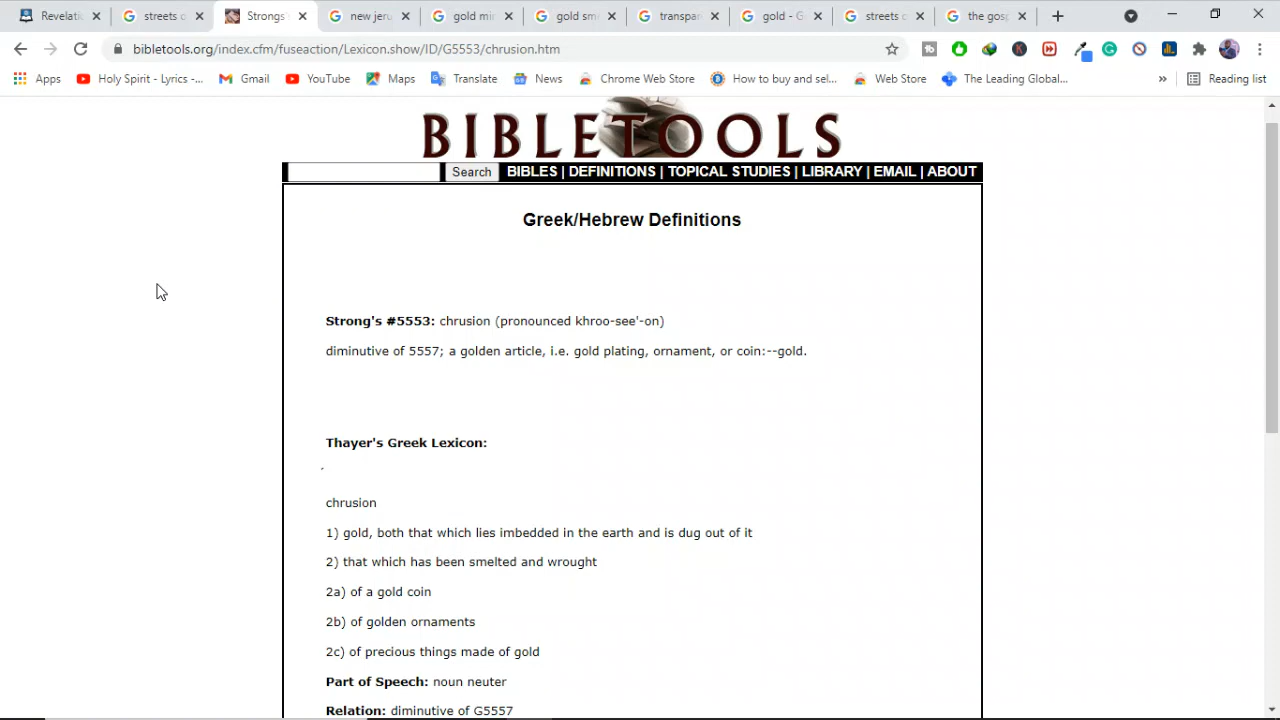 Revelati
streets o
Strong's
new jeru
gold mi
gold sm
transpar
gold - G
streets c
the gosp
bibletools.org/index.cfm/fuseaction/Lexicon.show/ID/G5553/chrusion.htm
Apps
Holy Spirit - Lyrics -...
Gmail
YouTube
Maps
Translate
News
Chrome Web Store
How to buy and sel...
Web Store
The Leading Global...
»
Reading list
BIBLETOOLS
Search
BIBLES | DEFINITIONS | TOPICAL STUDIES | LIBRARY | EMAIL | ABOUT
Greek/Hebrew Definitions
Strong's #5553: chrusion (pronounced khroo-see'-on)
diminutive of 5557; a golden article, i.e. gold plating, ornament, or coin:--gold.
Thayer's Greek Lexicon:
́
chrusion
1) gold, both that which lies imbedded in the earth and is dug out of it
2) that which has been smelted and wrought
2a) of a gold coin
2b) of golden ornaments
2c) of precious things made of gold
Part of Speech: noun neuter
Relation: diminutive of G5557